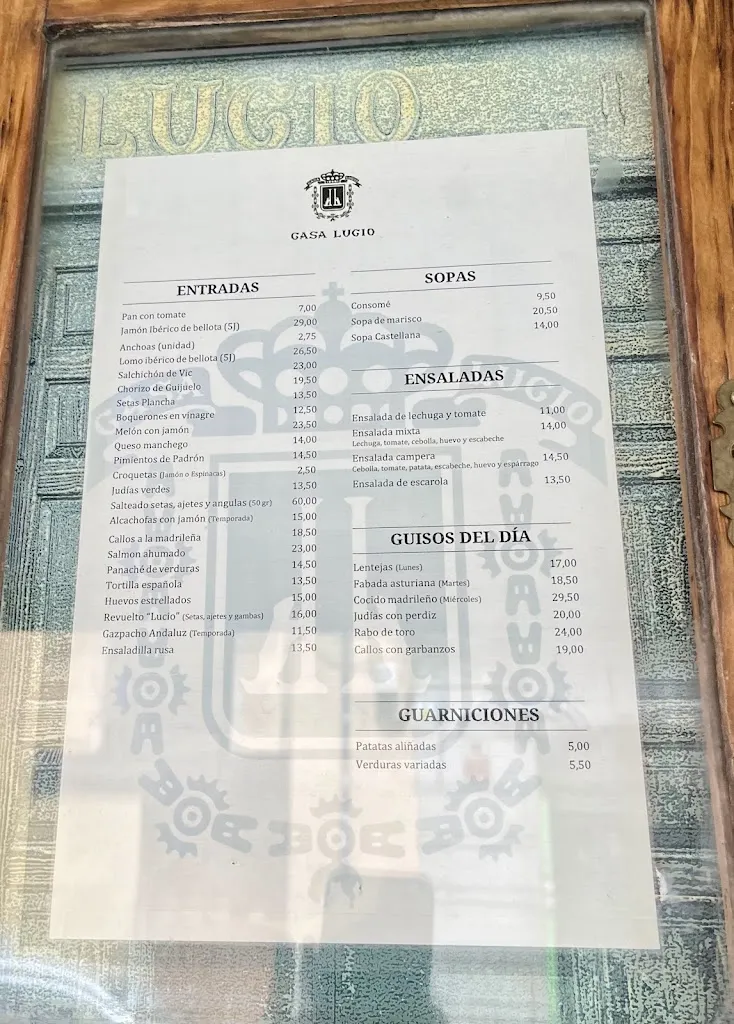 LUCIO
CASA LUCIO
ENTRADAS
Pan con tomate 7,00
Jamón Ibérico de bellota (5J) 29,00
Anchoas (unidad) 2,75
Lomo ibérico de bellota (5J) 26,50
Salchichón de Vic 23,00
Chorizo de Guijuelo 19,50
Setas Plancha 13,50
Boquerones en vinagre 12,50
Melón con jamón 23,50
Queso manchego 14,00
Pimientos de Padrón 14,50
Croquetas (Jamón o Espinacas) 2,50
Judías verdes 13,50
Salteado setas, ajetes y angulas (50 gr) 60,00
Alcachofas con jamón (Temporada) 15,00
Callos a la madrileña 18,50
Salmon ahumado 23,00
Panaché de verduras 14,50
Tortilla española 13,50
Huevos estrellados 15,00
Revuelto "Lucio" (Setas, ajetes y gambas) 16,00
Gazpacho Andaluz (Temporada) 11,50
Ensaladilla rusa 13,50
SOPAS
Consomé 9,50
Sopa de marisco 20,50
Sopa Castellana 14,00
ENSALADAS
Ensalada de lechuga y tomate 11,00
Ensalada mixta 14,00
Lechuga, tomate, cebolla, huevo y escabeche
Ensalada campera 14,50
Cebolla, tomate, patata, escabeche, huevo y espárrago
Ensalada de escarola 13,50
GUISOS DEL DÍA
Lentejas (Lunes) 17,00
Fabada asturiana (Martes) 18,50
Cocido madrileño (Miércoles) 29,50
Judías con perdiz 20,00
Rabo de toro 24,00
Callos con garbanzos 19,00
GUARNICIONES
Patatas aliñadas 5,00
Verduras variadas 5,50